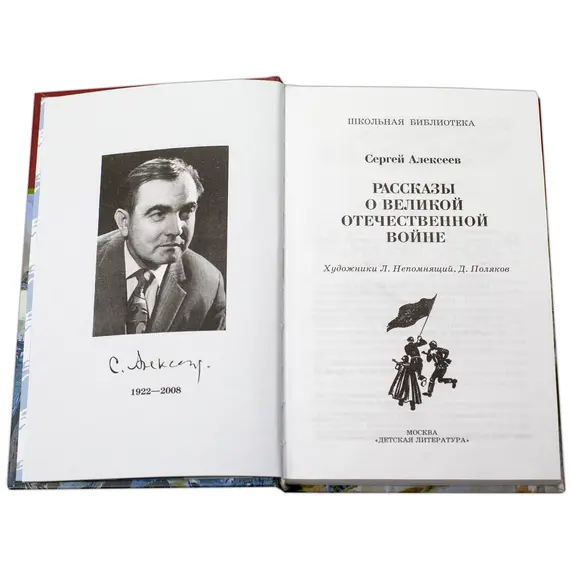 С. Алексеев
1922—2008
ШКОЛЬНАЯ БИБЛИОТЕКА
Сергей Алексеев
РАССКАЗЫ
О ВЕЛИКОЙ
ОТЕЧЕСТВЕННОЙ
ВОЙНЕ
Художники Л. Непомнящий, Д. Поляков
МОСКВА
«ДЕТСКАЯ ЛИТЕРАТУРА»